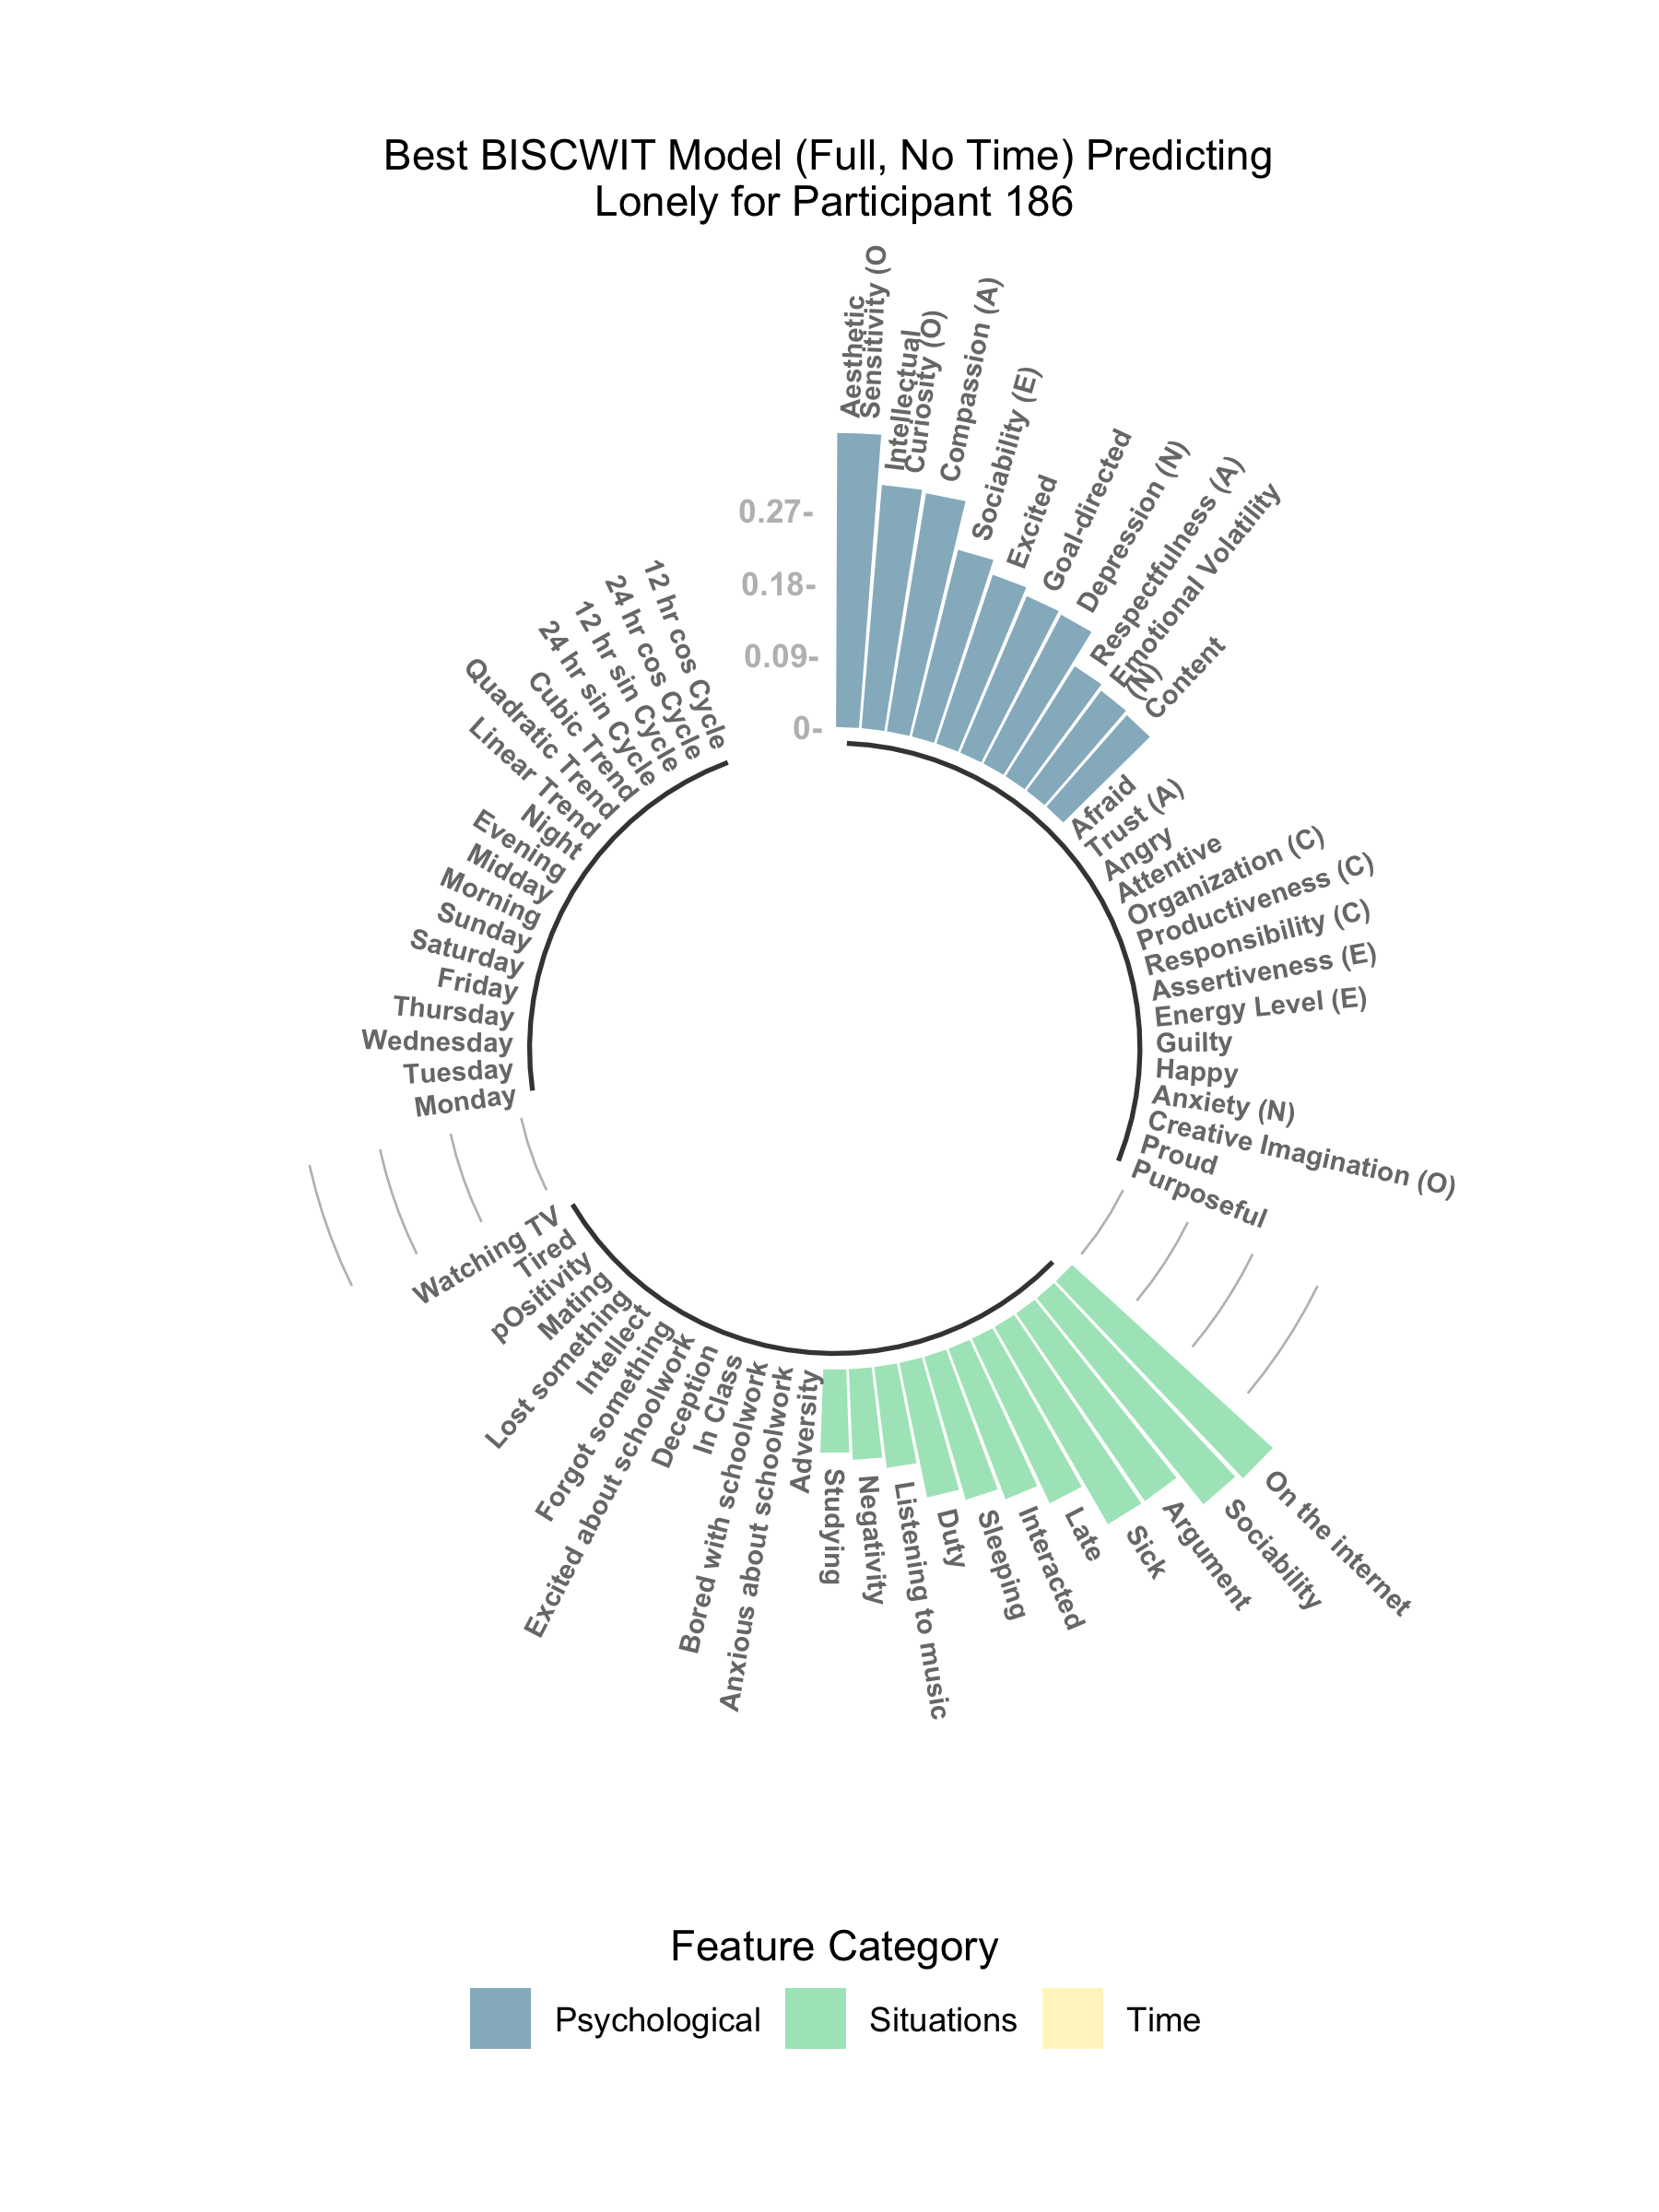 Best BISCWIT Model (Full, No Time) Predicting
Lonely for Participant 186
0.27-
0.18-
0.09-
0-
Aesthetic
Sensitivity (O
Intellectual
Curiosity (O)
Compassion (A)
Sociability (E)
Excited
Goal-directed
Depression (N)
Respectfulness (A)
Emotional Volatility
(N)
Content
Afraid
Trust (A)
Angry
Attentive
Organization (C)
Productiveness (C)
Responsibility (C)
Assertiveness (E)
Energy Level (E)
Guilty
Happy
Anxiety (N)
Creative Imagination (O)
Proud
Purposeful
On the internet
Sociability
Argument
Sick
Late
Interacted
Sleeping
Duty
Listening to music
Negativity
Studying
Adversity
Anxious about schoolwork
Bored with schoolwork
In Class
Deception
Excited about schoolwork
Forgot something
Intellect
Lost something
Mating
pOsitivity
Tired
Watching TV
Monday
Tuesday
Wednesday
Thursday
Friday
Saturday
Sunday
Morning
Midday
Evening
Night
Linear Trend
Quadratic Trend
Cubic Trend
24 hr sin Cycle
12 hr sin Cycle
24 hr cos Cycle
12 hr cos Cycle
Feature Category
Psychological
Situations
Time